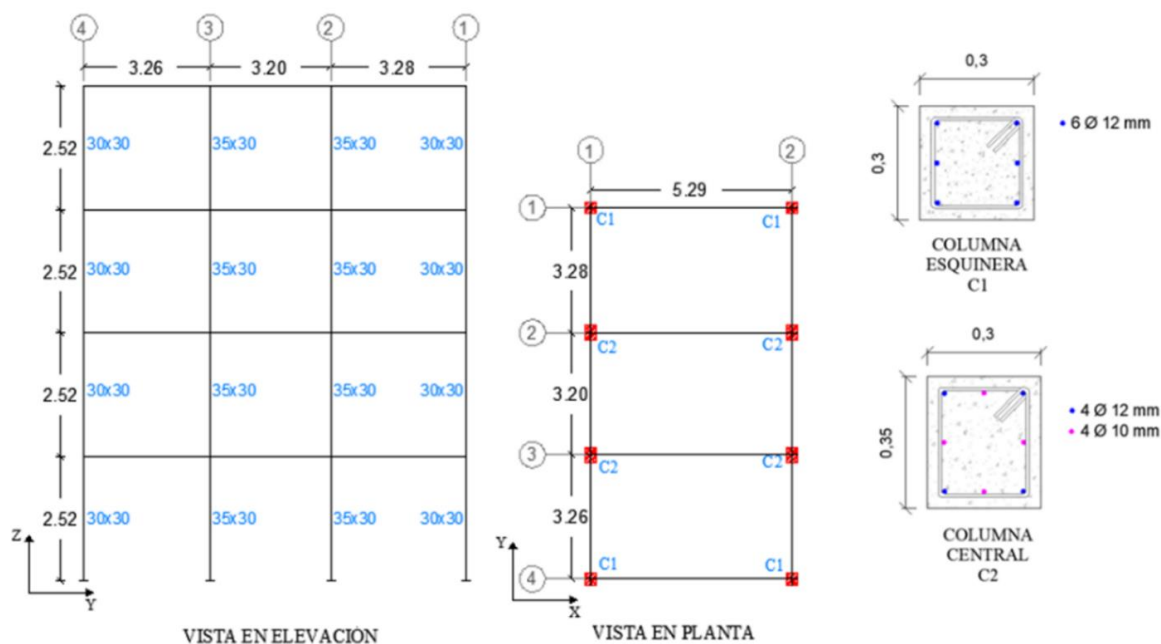 4 3 2 1
3.26 3.20 3.28
2.52 30x30 35x30 35x30 30x30
2.52 30x30 35x30 35x30 30x30
2.52 30x30 35x30 35x30 30x30
2.52 30x30 35x30 35x30 30x30
Z
Y
VISTA EN ELEVACIÓN
1 2
5.29
1
C1 C1
3.28
2
C2 C2
3.20
3
C2 C2
3.26
4
C1 C1
Y
X
VISTA EN PLANTA
0,3
0,3
6 Ø 12 mm
COLUMNA
ESQUINERA
C1
0,3
0,35
4 Ø 12 mm
4 Ø 10 mm
COLUMNA
CENTRAL
C2